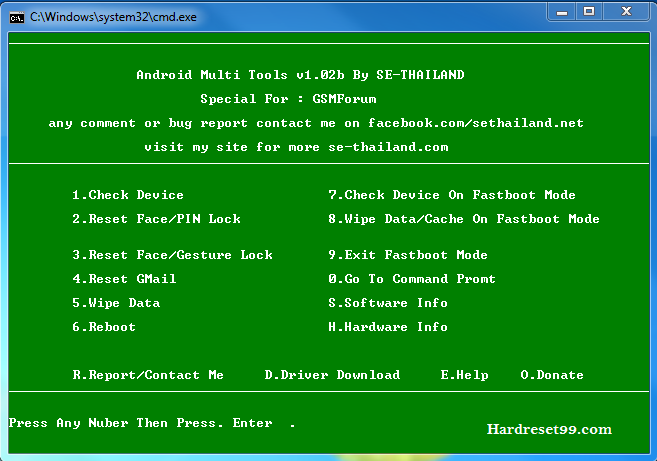 C:\Windows\system32\cmd.exe
Android Multi Tools v1.02b By SE-THAILAND
Special For : GSMForum
any comment or bug report contact me on facebook.com/sethailand.net
visit my site for more se-thailand.com
1.Check Device 7.Check Device On Fastboot Mode
2.Reset Face/PIN Lock 8.Wipe Data/Cache On Fastboot Mode
3.Reset Face/Gesture Lock 9.Exit Fastboot Mode
4.Reset GMail 0.Go To Command Promt
5.Wipe Data S.Software Info
6.Reboot H.Hardware Info
R.Report/Contact Me D.Driver Download E.Help O.Donate
Press Any Nuber Then Press. Enter .
Hardreset99.com